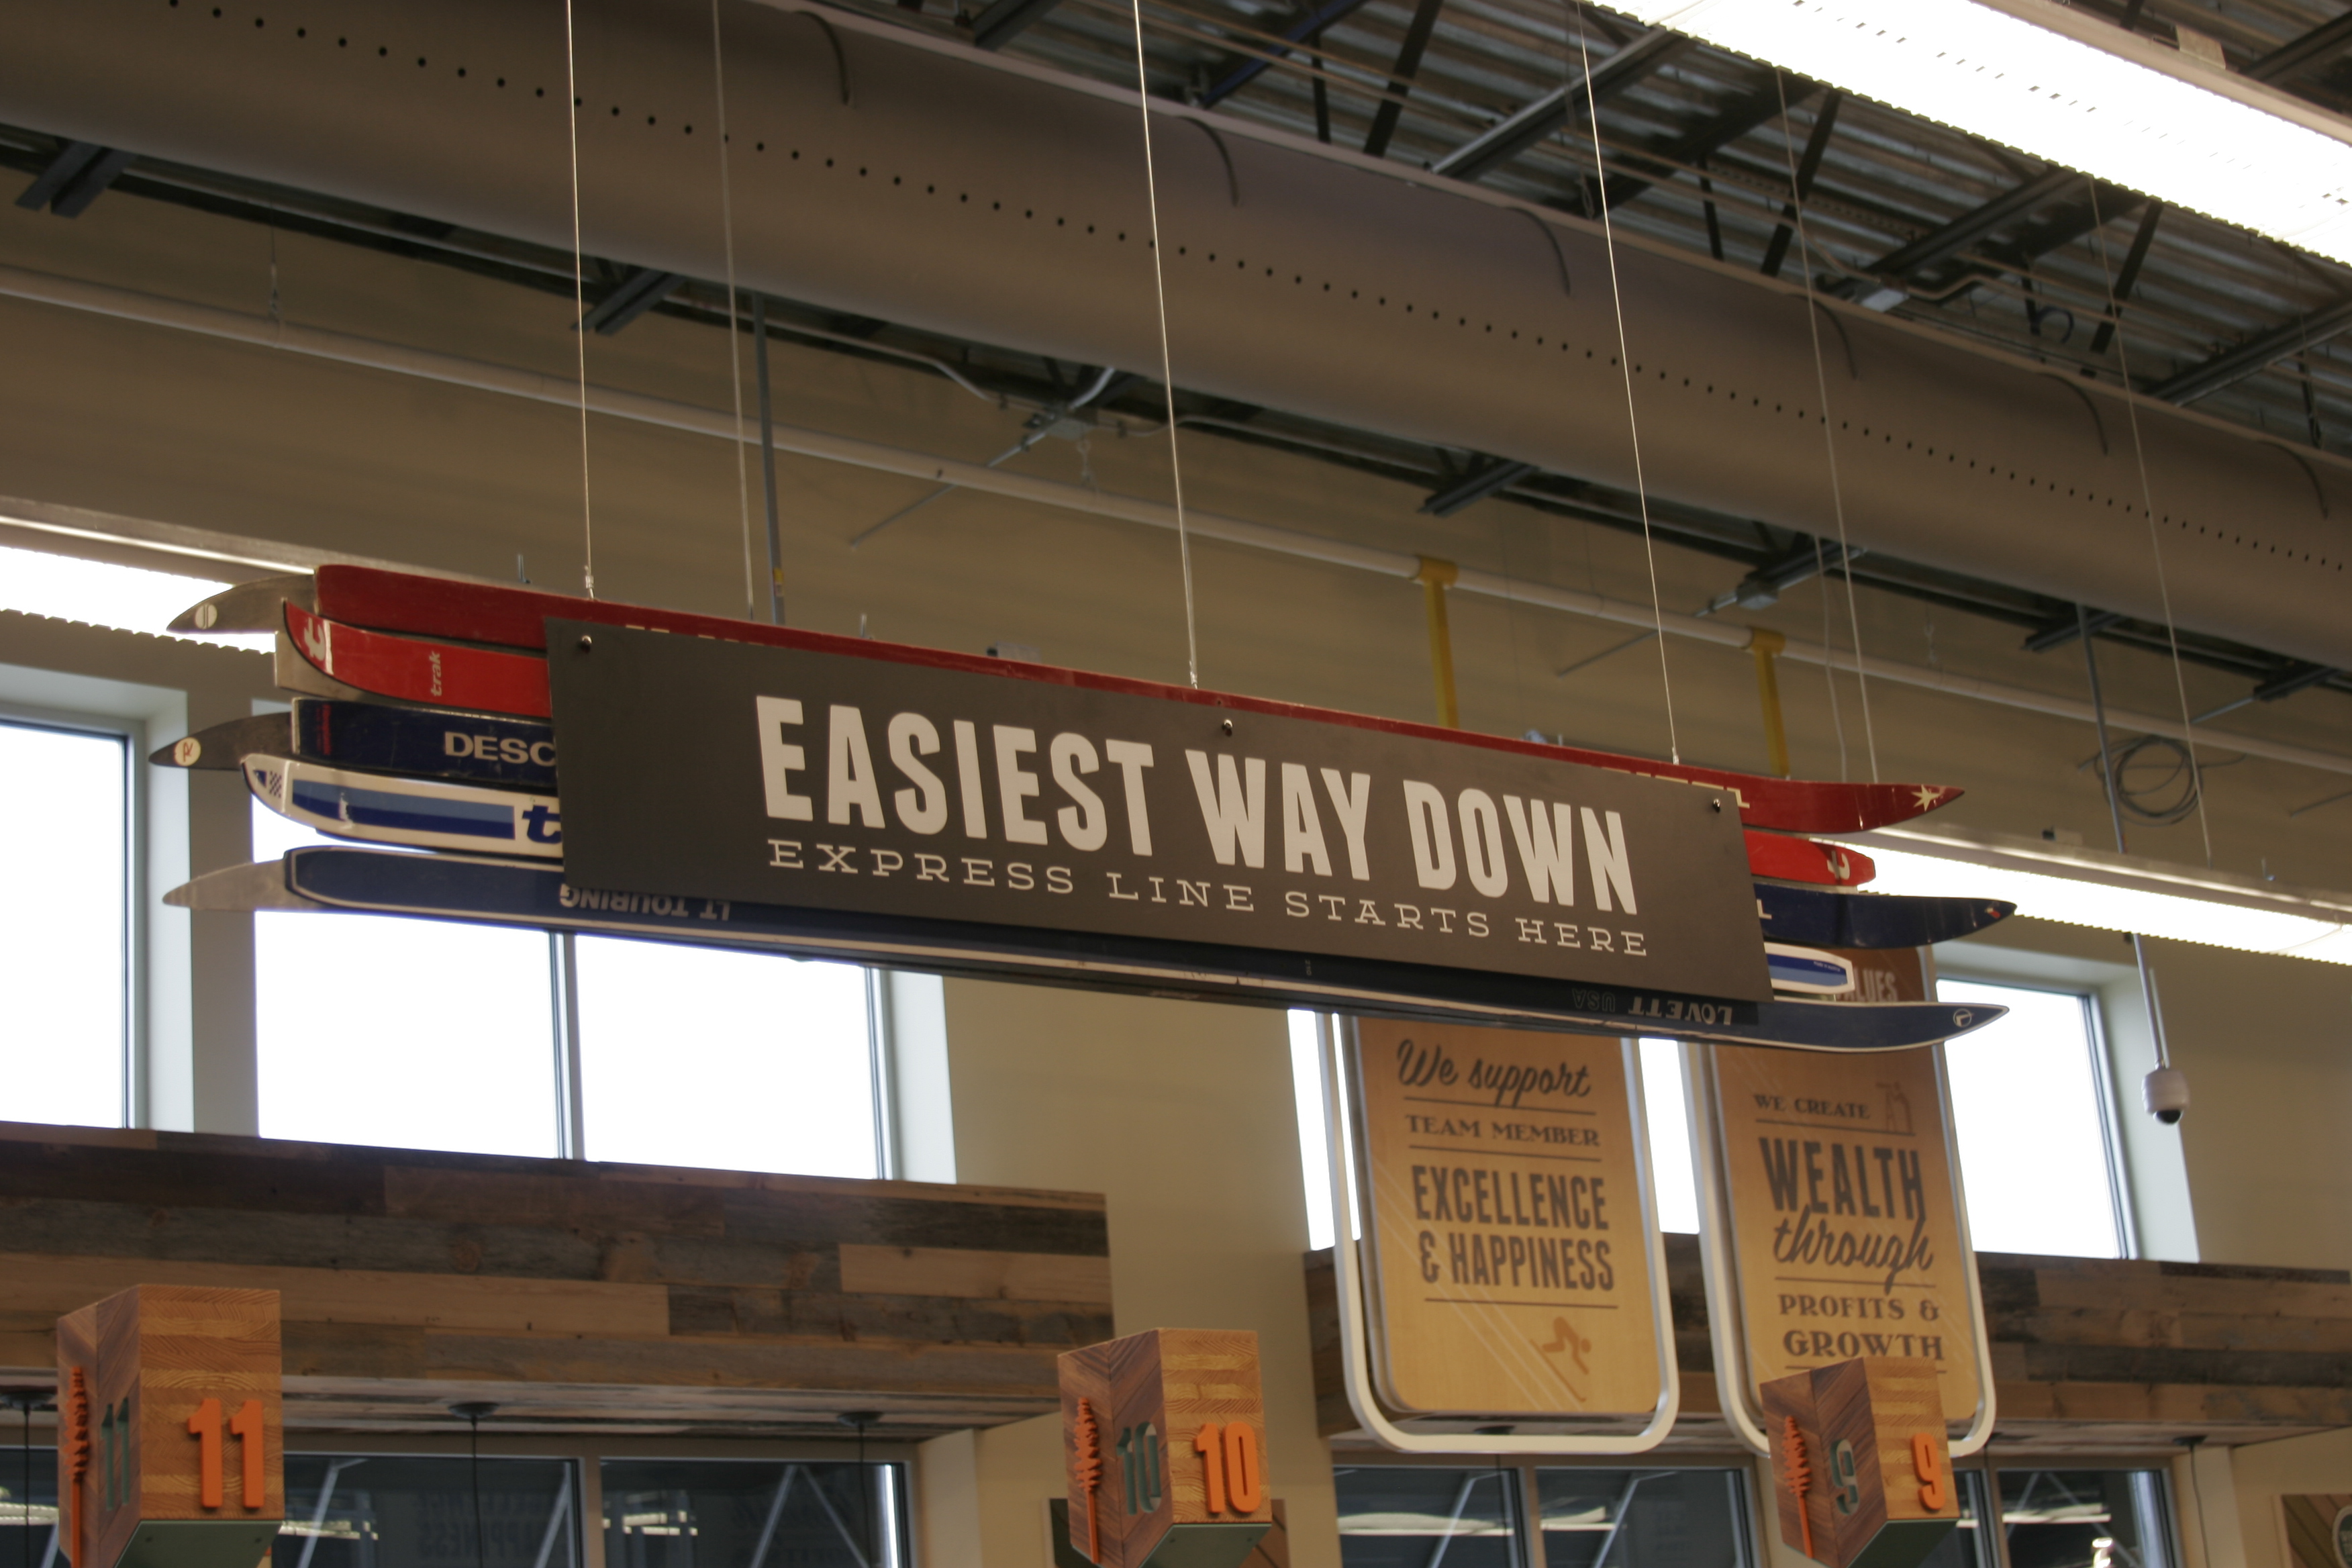 trak
t
DESC
t
EASIEST WAY DOWN
EXPRESS LINE STARTS HERE
LT TOURING
LOVETT USA
We support
TEAM MEMBER
EXCELLENCE
& HAPPINESS
WE CREATE
WEALTH
through
PROFITS &
GROWTH
11
11
10
10
9
9